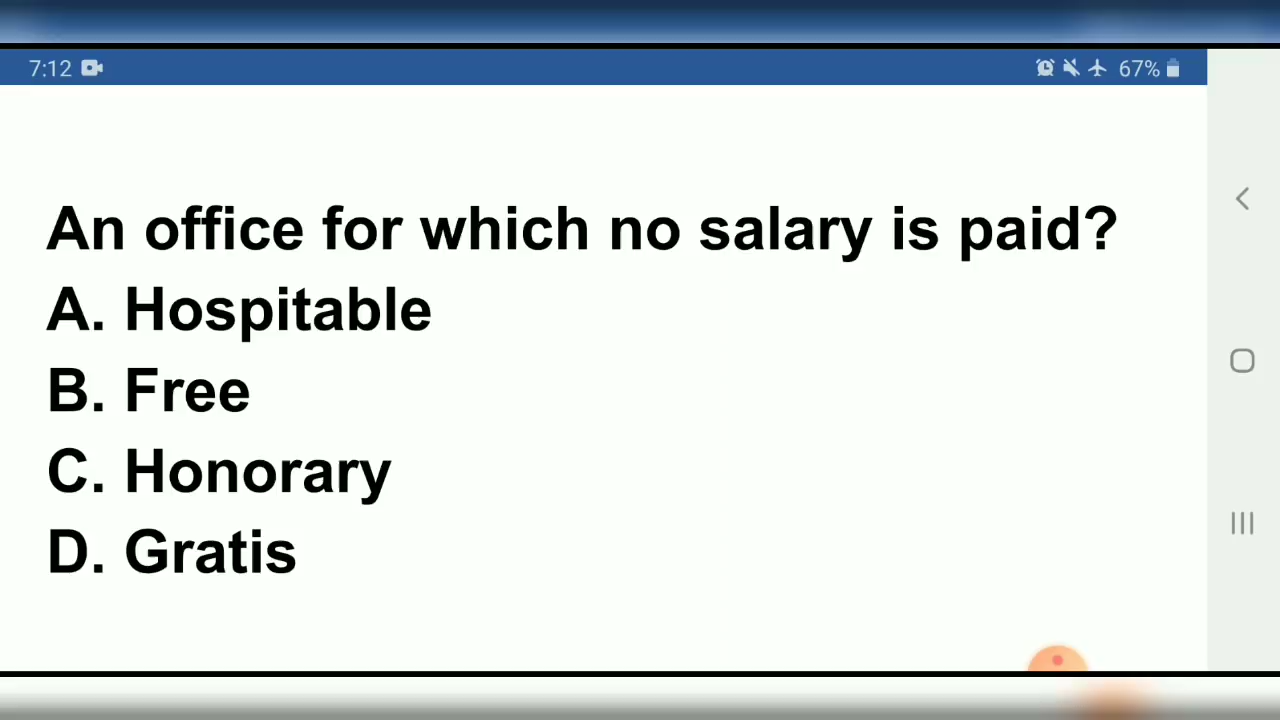 7:12
67%
An office for which no salary is paid?
A. Hospitable
B. Free
C. Honorary
D. Gratis